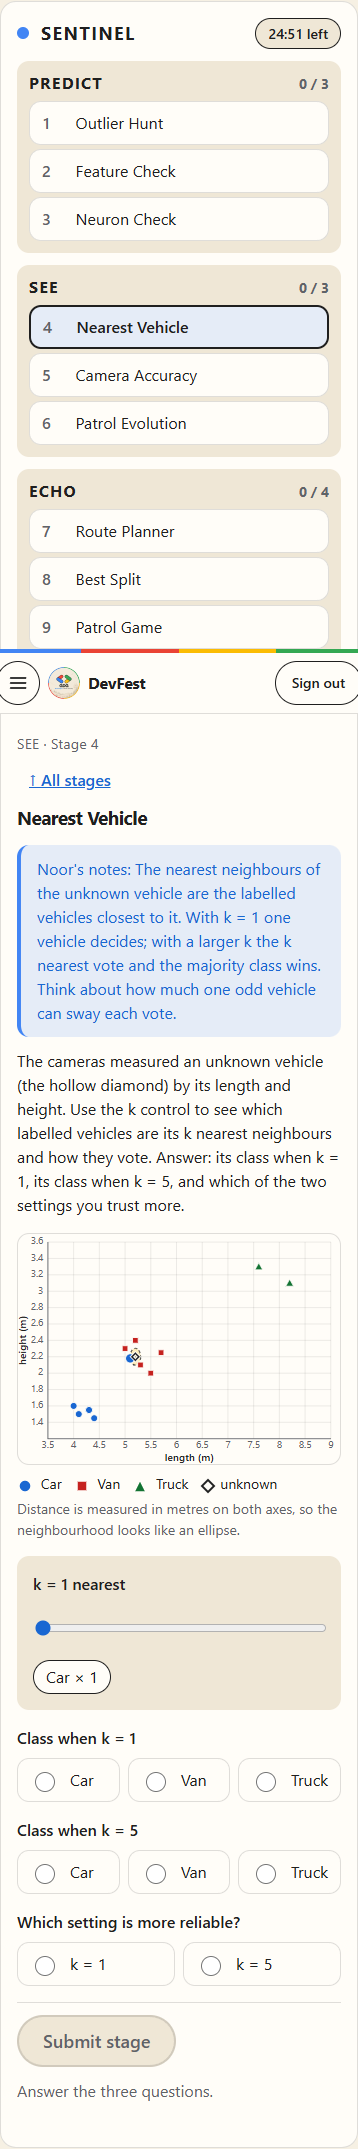 SENTINEL
24:51 left
PREDICT 0 / 3
1 Outlier Hunt
2 Feature Check
3 Neuron Check
SEE 0 / 3
4 Nearest Vehicle
5 Camera Accuracy
6 Patrol Evolution
ECHO 0 / 4
7 Route Planner
8 Best Split
9 Patrol Game
DevFest
Sign out
SEE · Stage 4
↑ All stages
Nearest Vehicle
Noor's notes: The nearest neighbours of
the unknown vehicle are the labelled
vehicles closest to it. With k = 1 one
vehicle decides; with a larger k the k
nearest vote and the majority class wins.
Think about how much one odd vehicle
can sway each vote.
The cameras measured an unknown vehicle
(the hollow diamond) by its length and
height. Use the k control to see which
labelled vehicles are its k nearest neighbours
and how they vote. Answer: its class when k =
1, its class when k = 5, and which of the two
settings you trust more.
3.6
3.4
3.2
3
2.8
2.6
2.4
2.2
2
1.8
1.6
1.4
height (m)
3.5 4 4.5 5 5.5 6 6.5 7 7.5 8 8.5 9
length (m)
Car Van Truck unknown
Distance is measured in metres on both axes, so the
neighbourhood looks like an ellipse.
k = 1 nearest
Car × 1
Class when k = 1
Car Van Truck
Class when k = 5
Car Van Truck
Which setting is more reliable?
k = 1 k = 5
Submit stage
Answer the three questions.